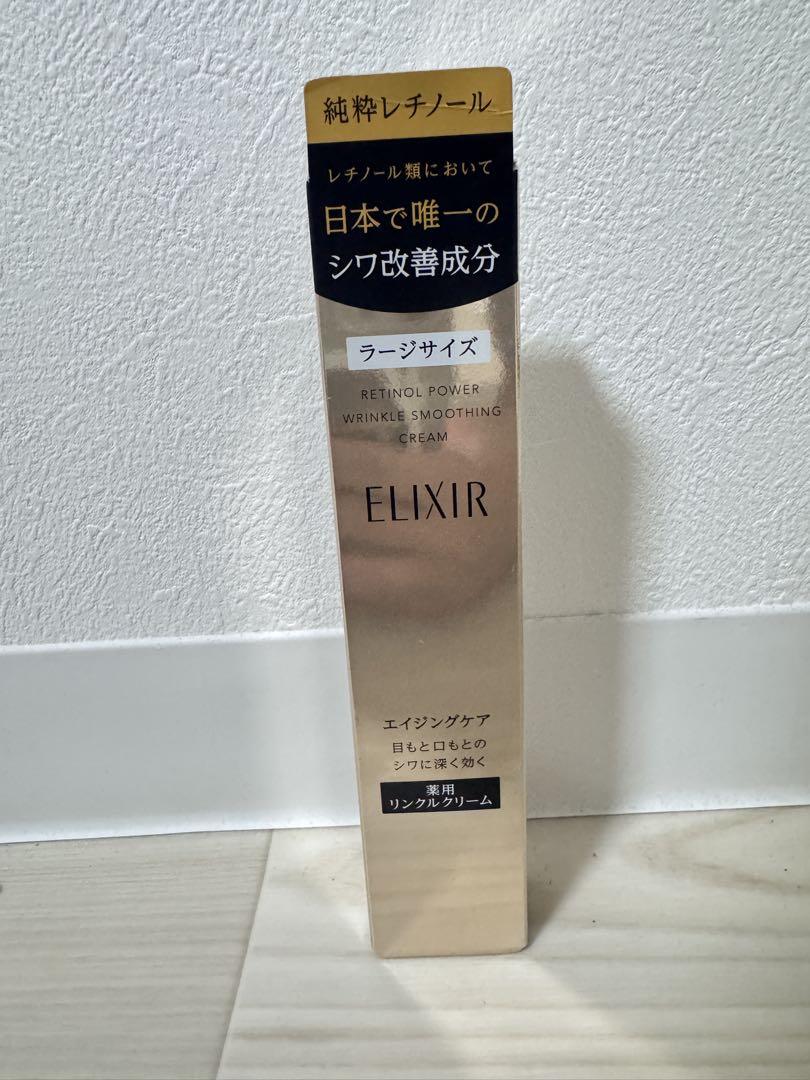 純粋レチノール
レチノール類において
日本で唯一の
シワ改善成分
ラージサイズ
RETINOL POWER
WRINKLE SMOOTHING
CREAM
ELIXIR
エイジングケア
目もと口もとの
シワに深く効く
薬用
リンクルクリーム